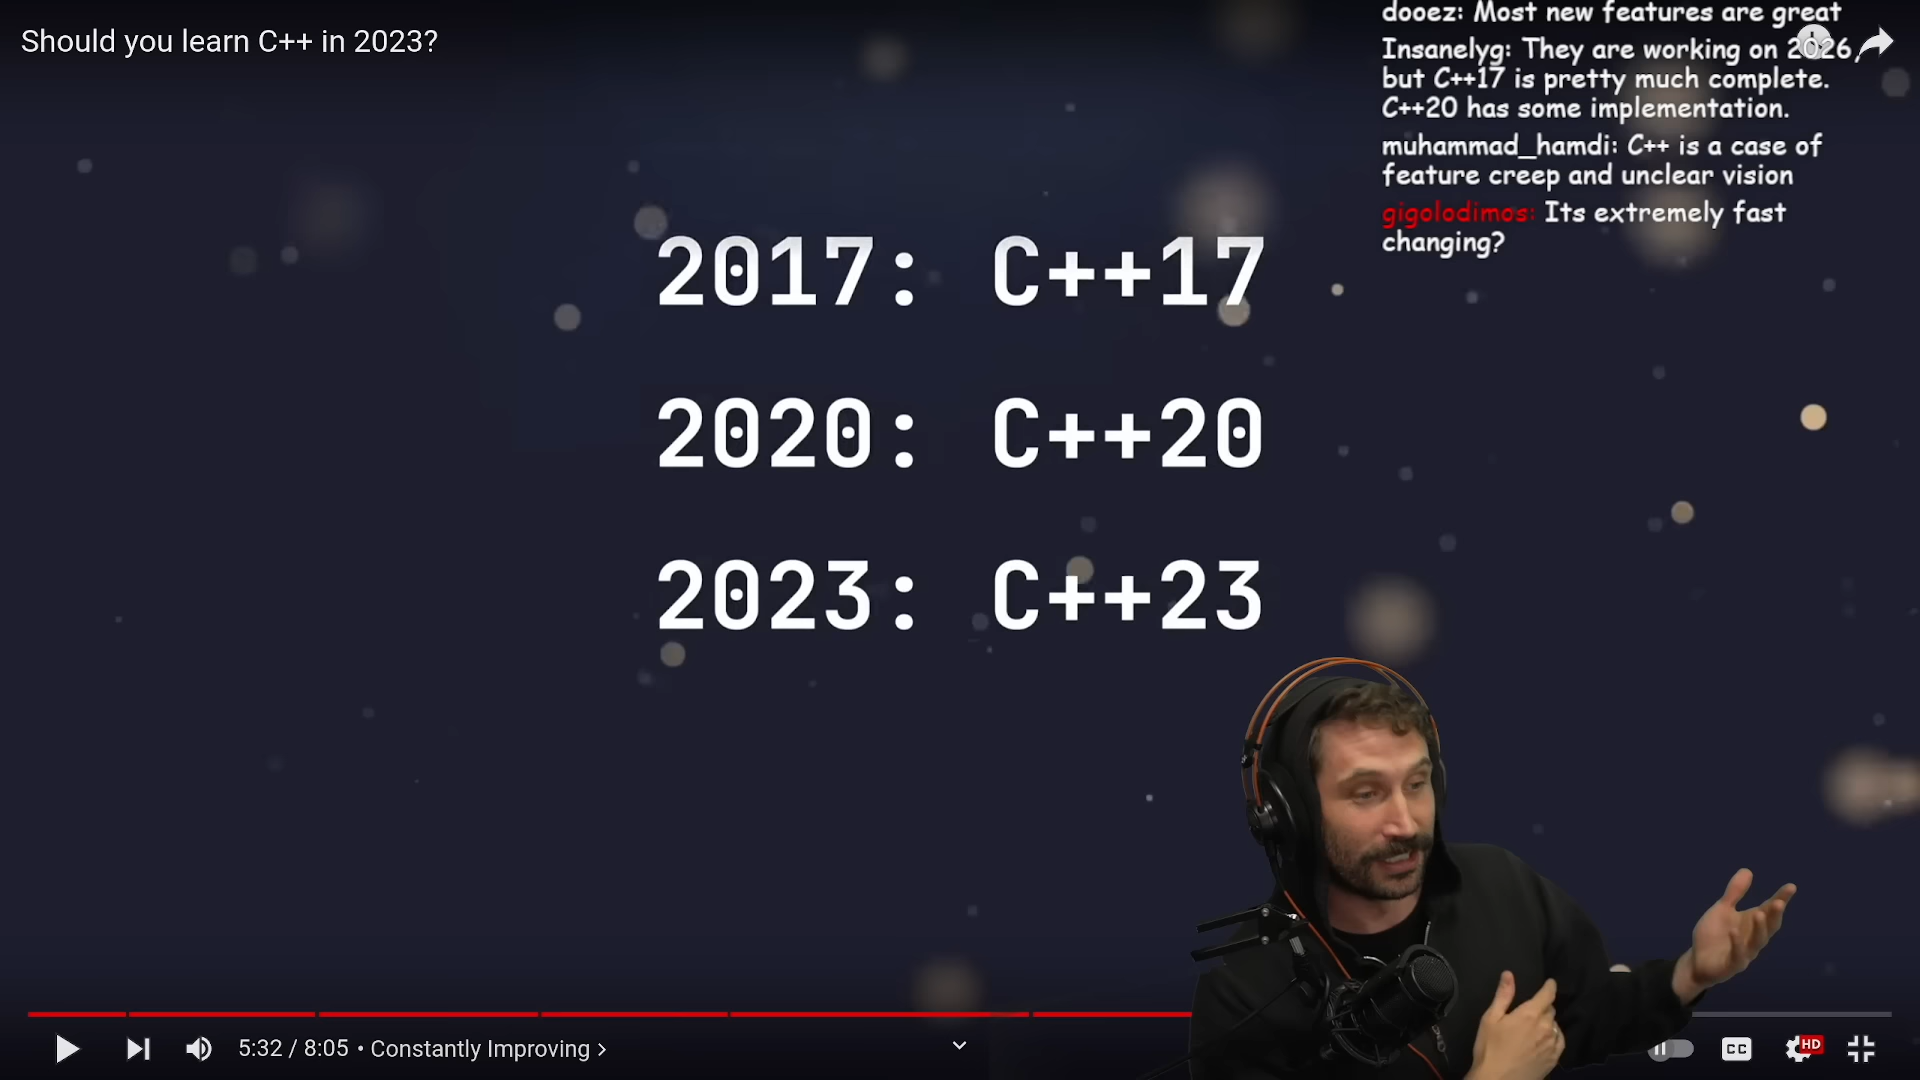 Should you learn C++ in 2023?
dooez: Most new features are great
Insanelyg: They are working on 2026,
but C++17 is pretty much complete.
C++20 has some implementation.
muhammad_hamdi: C++ is a case of
feature creep and unclear vision
gigolodimos: Its extremely fast
changing?
2017: C++17
2020: C++20
2023: C++23
5:32 / 8:05 • Constantly Improving >
CC
HD